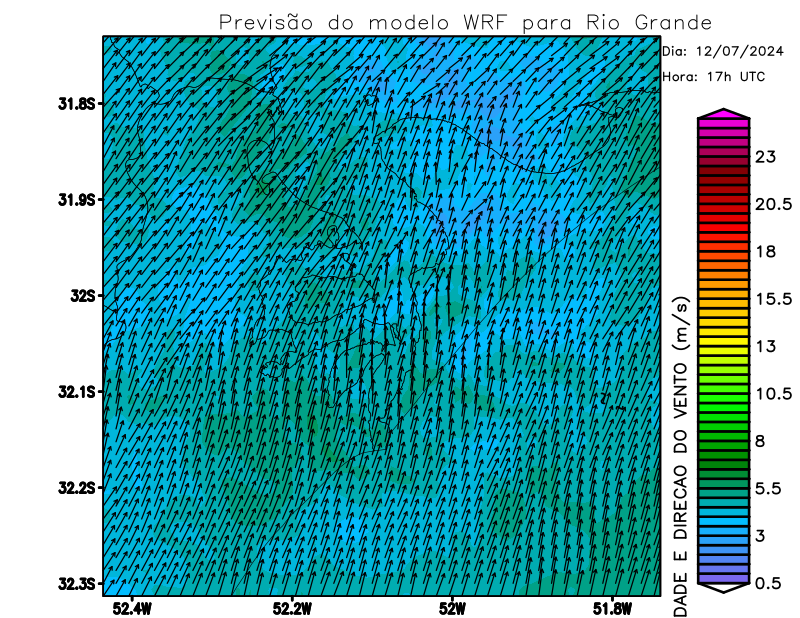 Previsão do modelo WRF para Rio Grande
Dia: 12/07/2024
Hora: 17h UTC
31.8S
31.9S
32S
32.1S
32.2S
32.3S
52.4W
52.2W
52W
51.8W
23
20.5
18
15.5
13
10.5
8
5.5
3
0.5
DADE E DIRECAO DO VENTO (m/s)